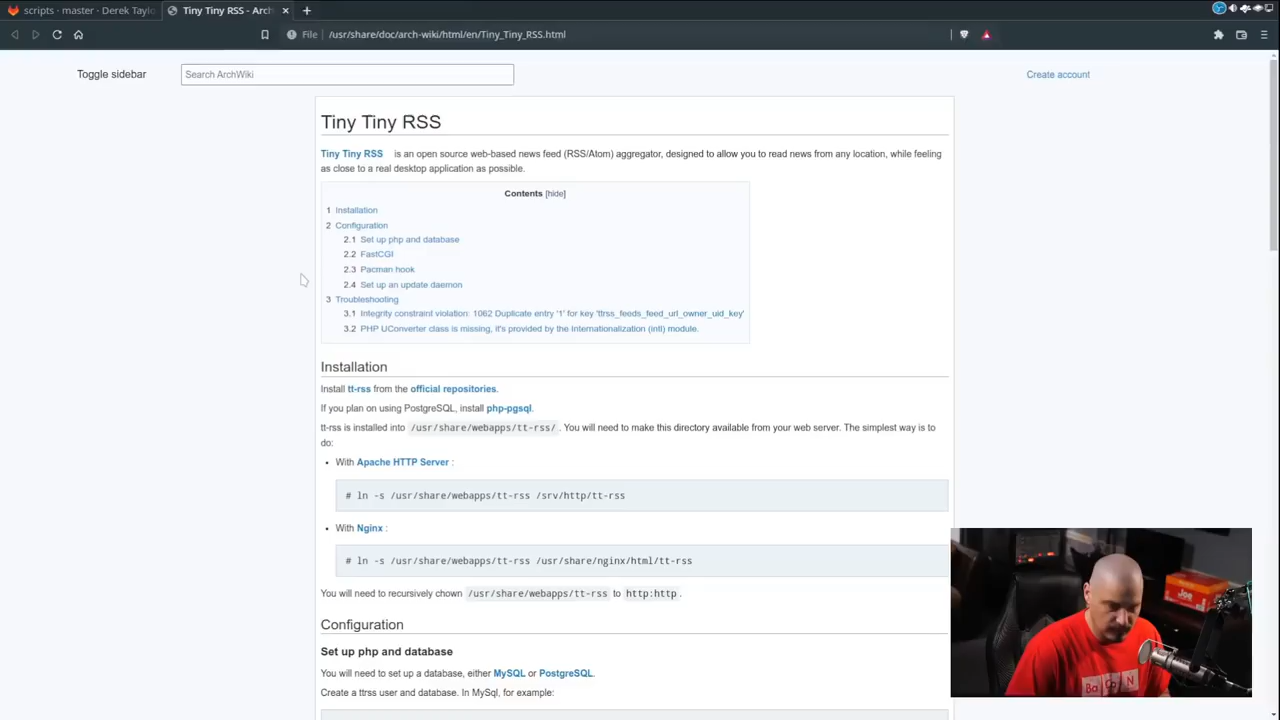 scripts · master · Derek Taylo
Tiny Tiny RSS - Arch
File
/usr/share/doc/arch-wiki/html/en/Tiny_Tiny_RSS.html
Toggle sidebar
Search ArchWiki
Create account
Tiny Tiny RSS
Tiny Tiny RSS is an open source web-based news feed (RSS/Atom) aggregator, designed to allow you to read news from any location, while feeling
as close to a real desktop application as possible.
Contents [hide]
1 Installation
2 Configuration
2.1 Set up php and database
2.2 FastCGI
2.3 Pacman hook
2.4 Set up an update daemon
3 Troubleshooting
3.1 Integrity constraint violation: 1062 Duplicate entry '1' for key 'ttrss_feeds_feed_url_owner_uid_key'
3.2 PHP UConverter class is missing, it's provided by the Internationalization (intl) module.
Installation
Install tt-rss from the official repositories.
If you plan on using PostgreSQL, install php-pgsql.
tt-rss is installed into /usr/share/webapps/tt-rss/ . You will need to make this directory available from your web server. The simplest way is to
do:
• With Apache HTTP Server :
# ln -s /usr/share/webapps/tt-rss /srv/http/tt-rss
• With Nginx :
# ln -s /usr/share/webapps/tt-rss /usr/share/nginx/html/tt-rss
You will need to recursively chown /usr/share/webapps/tt-rss to http:http .
Configuration
Set up php and database
You will need to set up a database, either MySQL or PostgreSQL.
Create a ttrss user and database. In MySql, for example:
Joe
Ba Co N